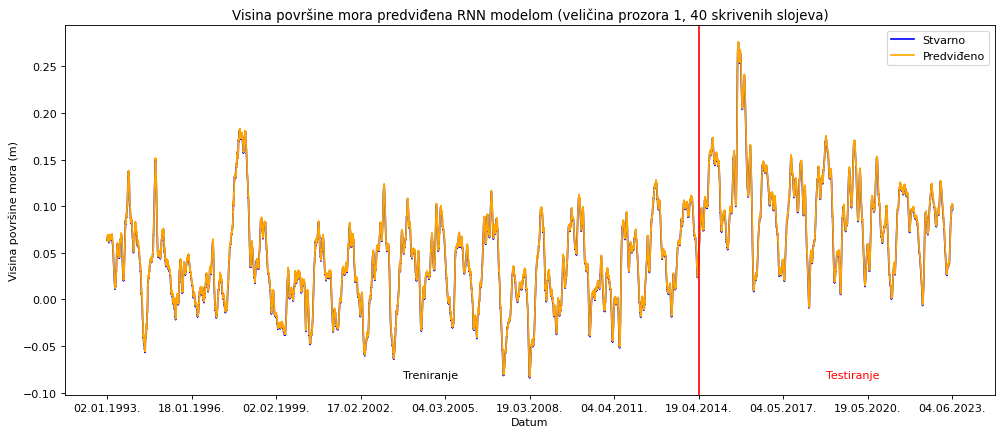 Visina površine mora predviđena RNN modelom (veličina prozora 1, 40 skrivenih slojeva)
Stvarno
Predviđeno
Visina površine mora (m)
0.25
0.20
0.15
0.10
0.05
0.00
−0.05
−0.10
Treniranje
Testiranje
02.01.1993.
18.01.1996.
02.02.1999.
17.02.2002.
04.03.2005.
19.03.2008.
04.04.2011.
19.04.2014.
04.05.2017.
19.05.2020.
04.06.2023.
Datum